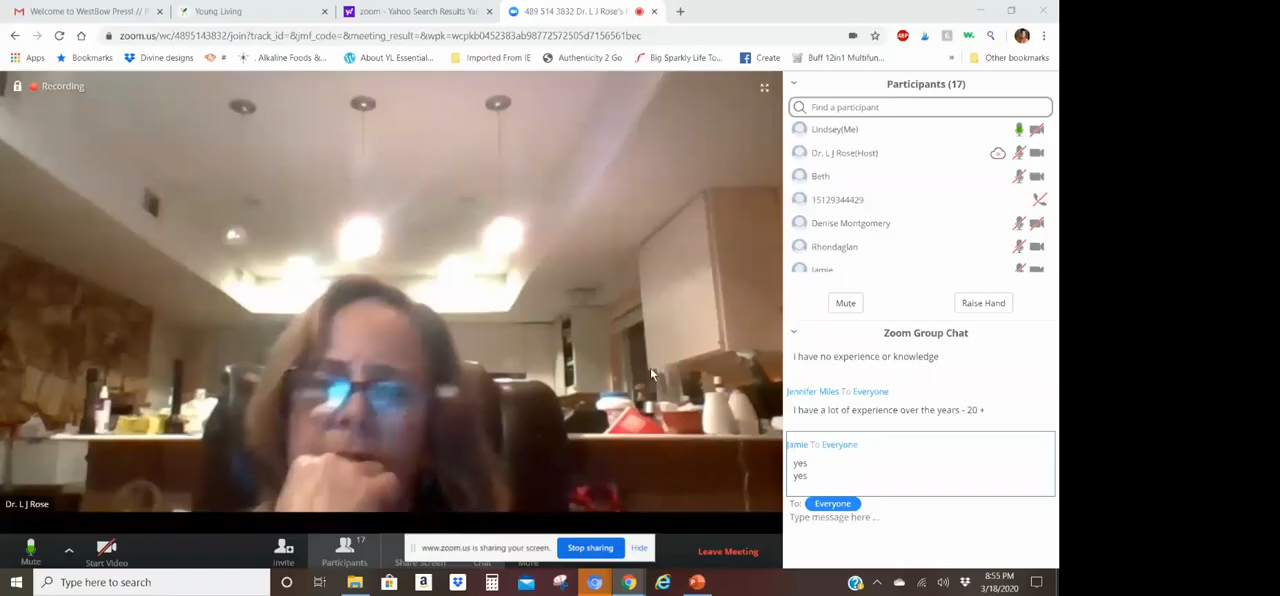 Welcome to WestBow Press! //
Young Living
zoom - Yahoo Search Results
489 514 3832 Dr. L J Rose's
zoom.us/wc/4895143832/join?track_id=&jmf_code=&meeting_result=&wpk=wcpkb0452383ab98772572505d7156561bec
Apps
Bookmarks
Divine designs
#
. Alkaline Foods &...
About YL Essential...
Imported From IE
Authenticity 2 Go
Big Sparkly Life To...
Create
Buff 12in1 Multifun...
»
Other bookmarks
Recording
Participants (17)
Find a participant
Lindsey(Me)
Dr. L J Rose(Host)
Beth
15129344429
Denise Montgomery
Rhondaglan
Jamie
Mute
Raise Hand
Zoom Group Chat
i have no experience or knowledge
Jennifer Miles To Everyone
I have a lot of experience over the years - 20 +
Jamie To Everyone
yes
yes
To: Everyone
Type message here ...
Dr. L J Rose
17
Mute
Start Video
Invite
Participants
Share Screen
Chat
More
www.zoom.us is sharing your screen.
Stop sharing
Hide
Leave Meeting
Type here to search
8:55 PM
3/18/2020